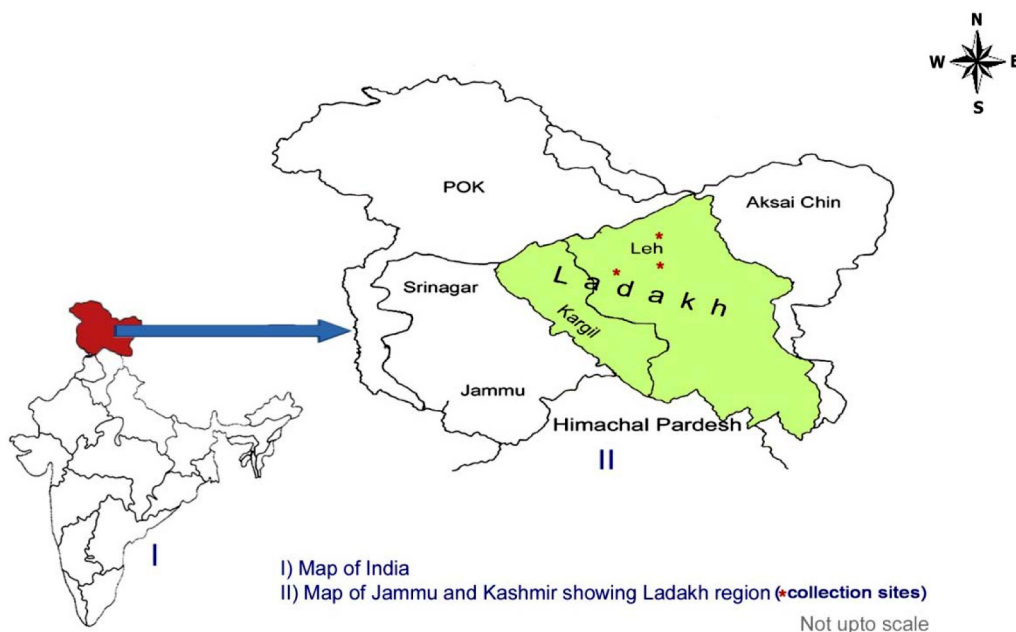 N
W E
S
POK
Aksai Chin
Leh
Srinagar
Ladakh
Kargil
Jammu
Himachal Pardesh
II
I
I) Map of India
II) Map of Jammu and Kashmir showing Ladakh region (*collection sites)
Not upto scale